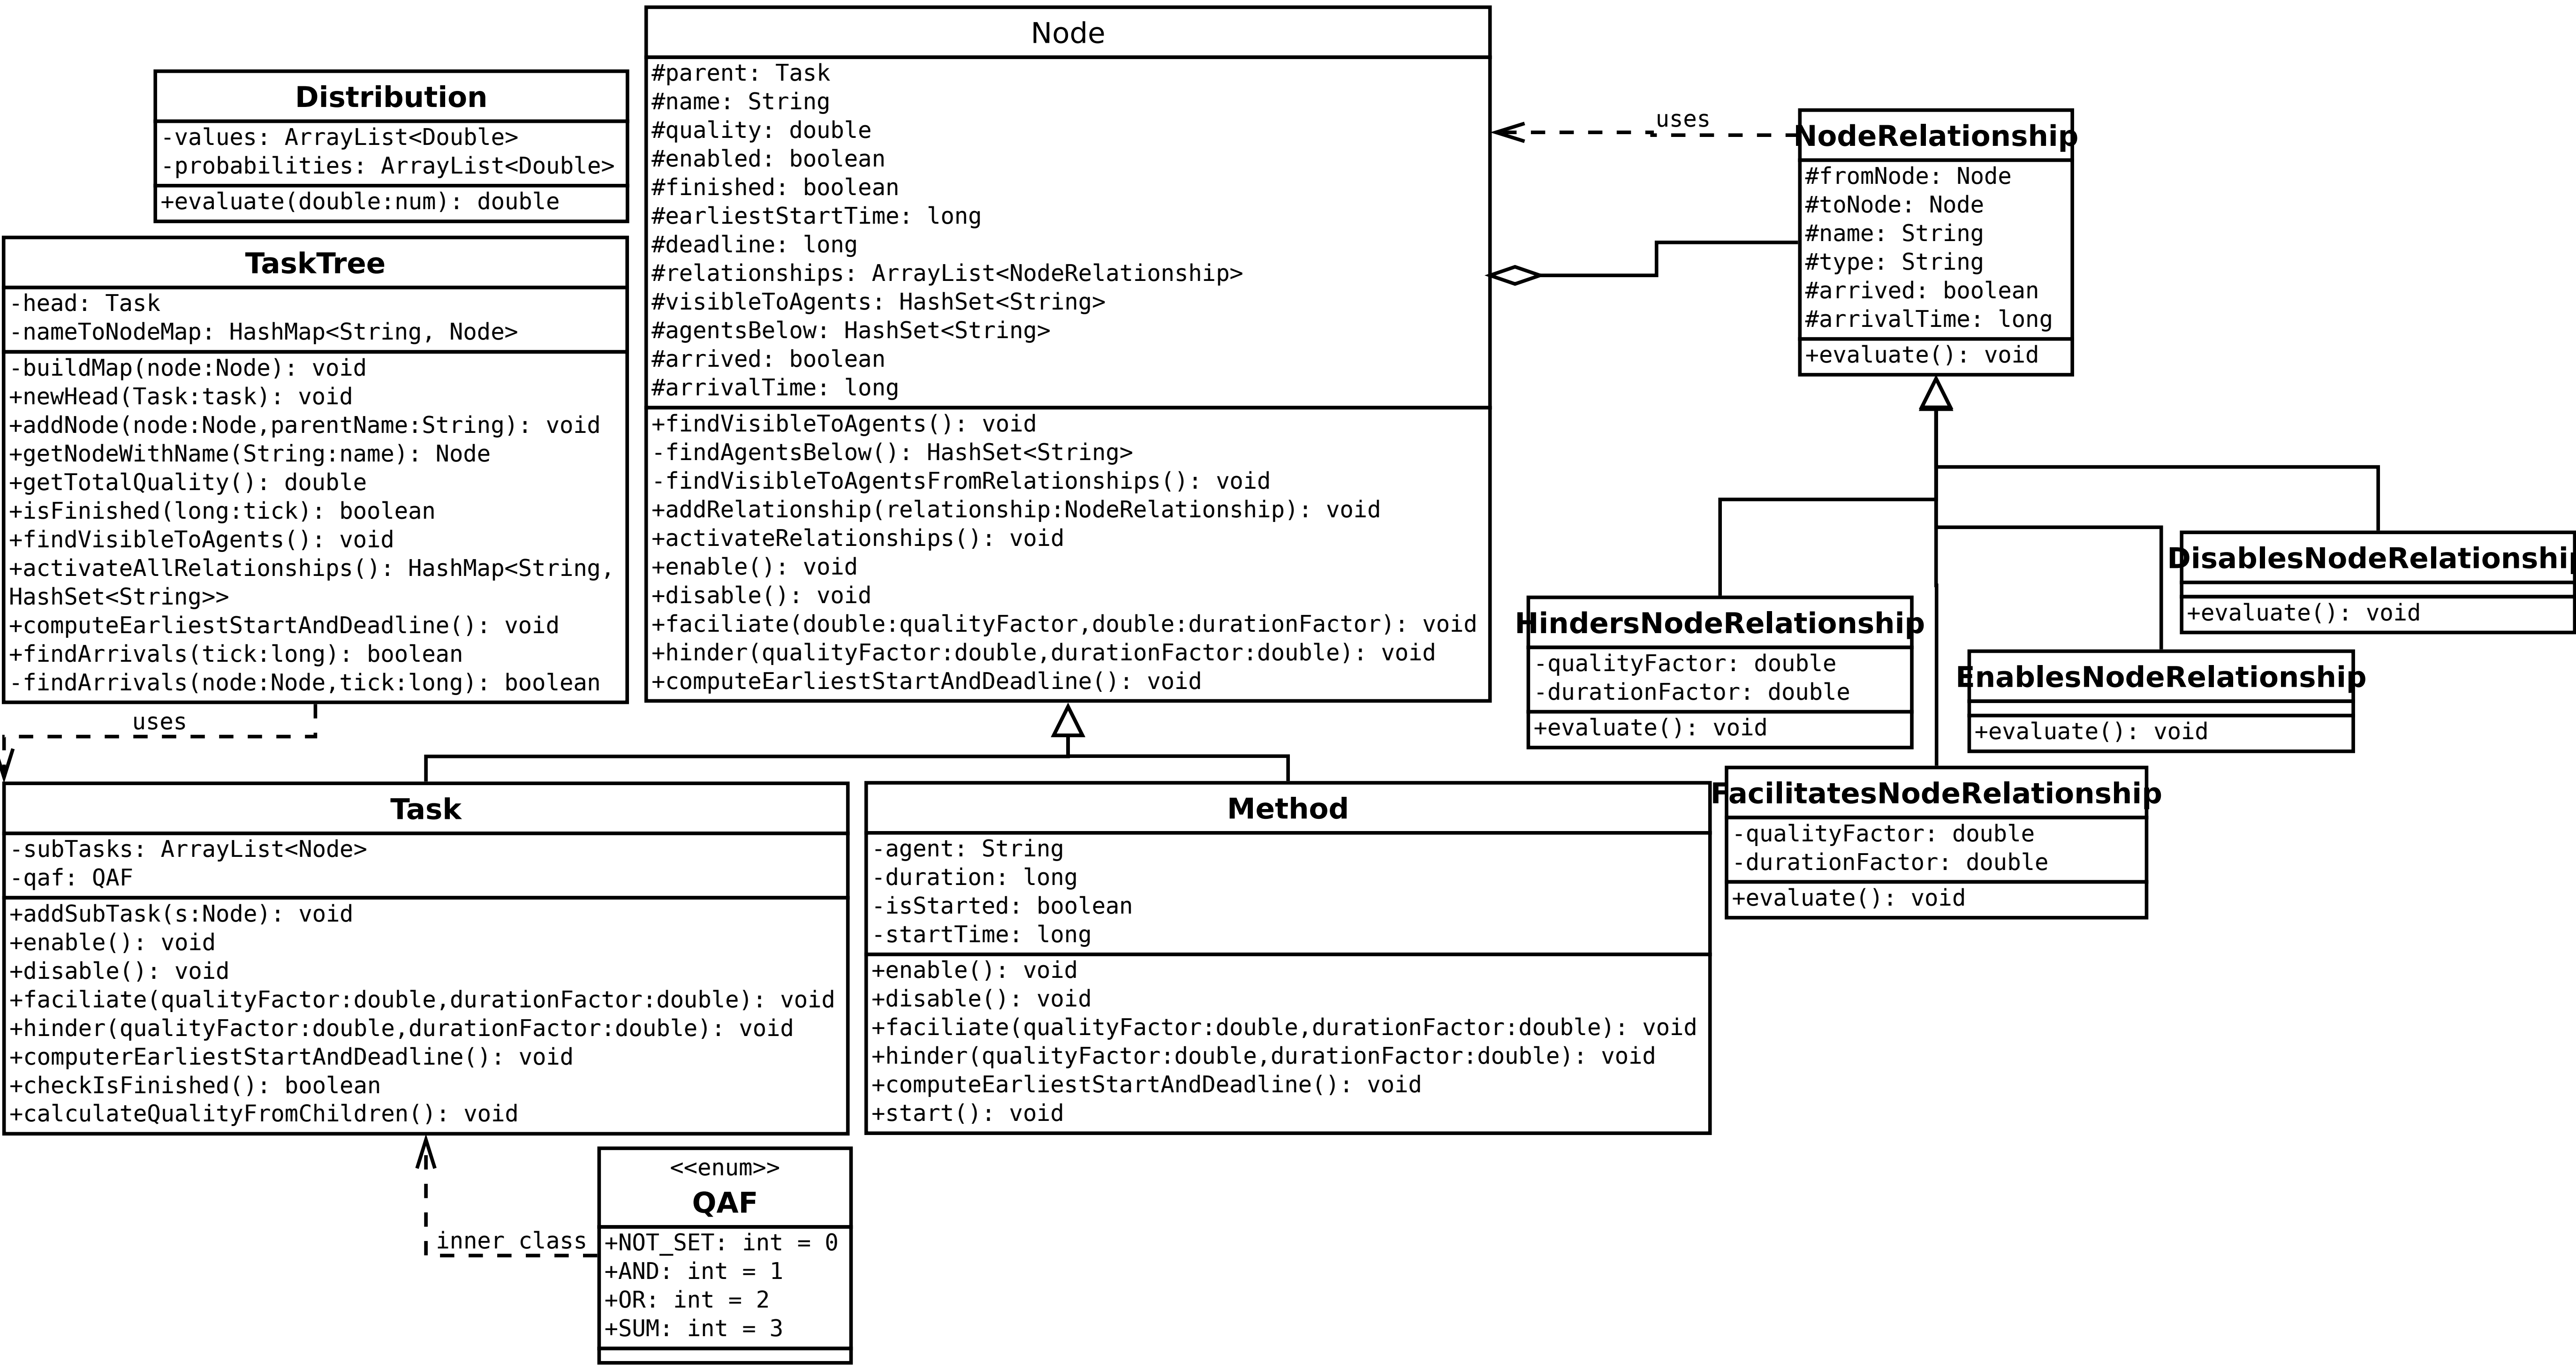 Node
#parent: Task
#name: String
#quality: double
#enabled: boolean
#finished: boolean
#earliestStartTime: long
#deadline: long
#relationships: ArrayList<NodeRelationship>
#visibleToAgents: HashSet<String>
#agentsBelow: HashSet<String>
#arrived: boolean
#arrivalTime: long
+findVisibleToAgents(): void
-findAgentsBelow(): HashSet<String>
-findVisibleToAgentsFromRelationships(): void
+addRelationship(relationship:NodeRelationship): void
+activateRelationships(): void
+enable(): void
+disable(): void
+faciliate(double:qualityFactor,double:durationFactor): void
+hinder(qualityFactor:double,durationFactor:double): void
+computeEarliestStartAndDeadline(): void
Distribution
-values: ArrayList<Double>
-probabilities: ArrayList<Double>
+evaluate(double:num): double
TaskTree
-head: Task
-nameToNodeMap: HashMap<String, Node>
-buildMap(node:Node): void
+newHead(Task:task): void
+addNode(node:Node,parentName:String): void
+getNodeWithName(String:name): Node
+getTotalQuality(): double
+isFinished(long:tick): boolean
+findVisibleToAgents(): void
+activateAllRelationships(): HashMap<String,
HashSet<String>>
+computeEarliestStartAndDeadline(): void
+findArrivals(tick:long): boolean
-findArrivals(node:Node,tick:long): boolean
uses
uses
NodeRelationship
#fromNode: Node
#toNode: Node
#name: String
#type: String
#arrived: boolean
#arrivalTime: long
+evaluate(): void
DisablesNodeRelationship
+evaluate(): void
HindersNodeRelationship
-qualityFactor: double
-durationFactor: double
+evaluate(): void
EnablesNodeRelationship
+evaluate(): void
FacilitatesNodeRelationship
-qualityFactor: double
-durationFactor: double
+evaluate(): void
Task
-subTasks: ArrayList<Node>
-qaf: QAF
+addSubTask(s:Node): void
+enable(): void
+disable(): void
+faciliate(qualityFactor:double,durationFactor:double): void
+hinder(qualityFactor:double,durationFactor:double): void
+computerEarliestStartAndDeadline(): void
+checkIsFinished(): boolean
+calculateQualityFromChildren(): void
Method
-agent: String
-duration: long
-isStarted: boolean
-startTime: long
+enable(): void
+disable(): void
+faciliate(qualityFactor:double,durationFactor:double): void
+hinder(qualityFactor:double,durationFactor:double): void
+computeEarliestStartAndDeadline(): void
+start(): void
inner class
<<enum>>
QAF
+NOT_SET: int = 0
+AND: int = 1
+OR: int = 2
+SUM: int = 3